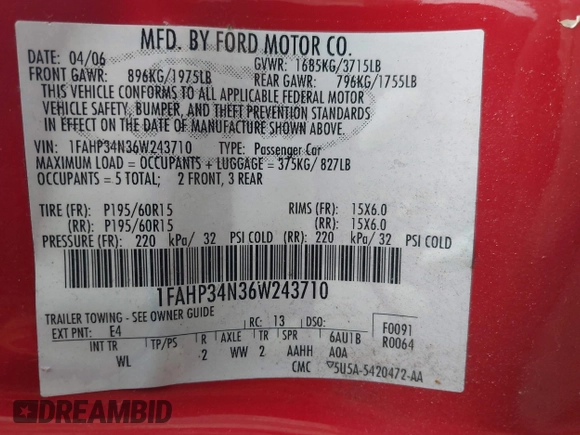 MFD. BY FORD MOTOR CO.
DATE: 04/06 GVWR: 1685KG/3715LB
FRONT GAWR: 896KG/1975LB REAR GAWR: 796KG/1755LB
THIS VEHICLE CONFORMS TO ALL APPLICABLE FEDERAL MOTOR
VEHICLE SAFETY, BUMPER, AND THEFT PREVENTION STANDARDS
IN EFFECT ON THE DATE OF MANUFACTURE SHOWN ABOVE.
VIN: 1FAHP34N36W243710 TYPE: Passenger Car
MAXIMUM LOAD = OCCUPANTS + LUGGAGE = 375KG/ 827LB
OCCUPANTS = 5 TOTAL; 2 FRONT, 3 REAR
TIRE (FR): P195/60R15 RIMS (FR): 15X6.0
(RR): P195/60R15 (RR): 15X6.0
PRESSURE (FR): 220 kPa/ 32 PSI COLD (RR): 220 kPa/ 32 PSI COLD
1FAHP34N36W243710
TRAILER TOWING - SEE OWNER GUIDE
EXT PNT: E4 RC: 13 DSO: F0091
INT TR TP/PS R AXLE TR SPR 6AU1B R0064
WL 2 WW 2 AAHH A0A
CMC 5U5A-5420472-AA
DREAMBID